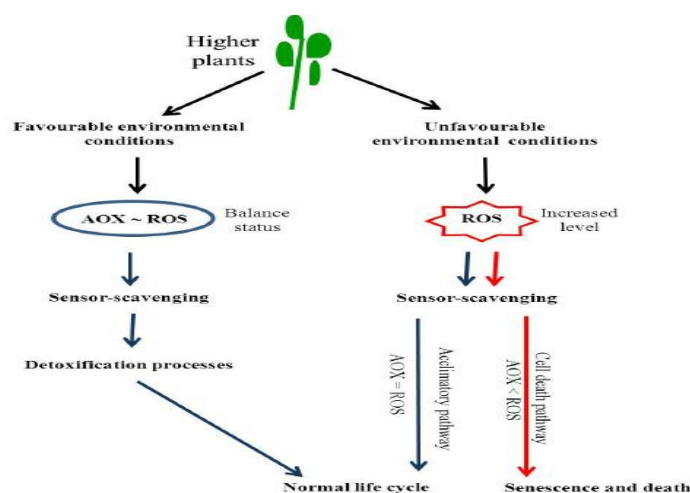 Higher
plants
Favourable environmental
conditions
Unfavourable
environmental conditions
AOX ~ ROS
Balance
status
ROS
Increased
level
Sensor-scavenging
Sensor-scavenging
Detoxification processes
Acclimatory pathway
AOX = ROS
Cell death pathway
AOX < ROS
Normal life cycle
Senescence and death